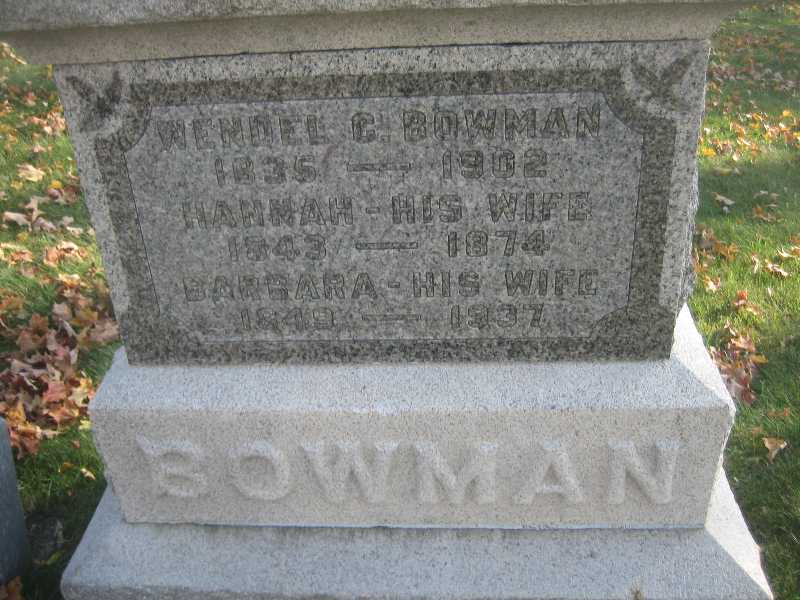 WENDEL C. BOWMAN
1835 — 1902
HANNAH - HIS WIFE
1843 — 1874
BARBARA - HIS WIFE
1849 — 1937
BOWMAN